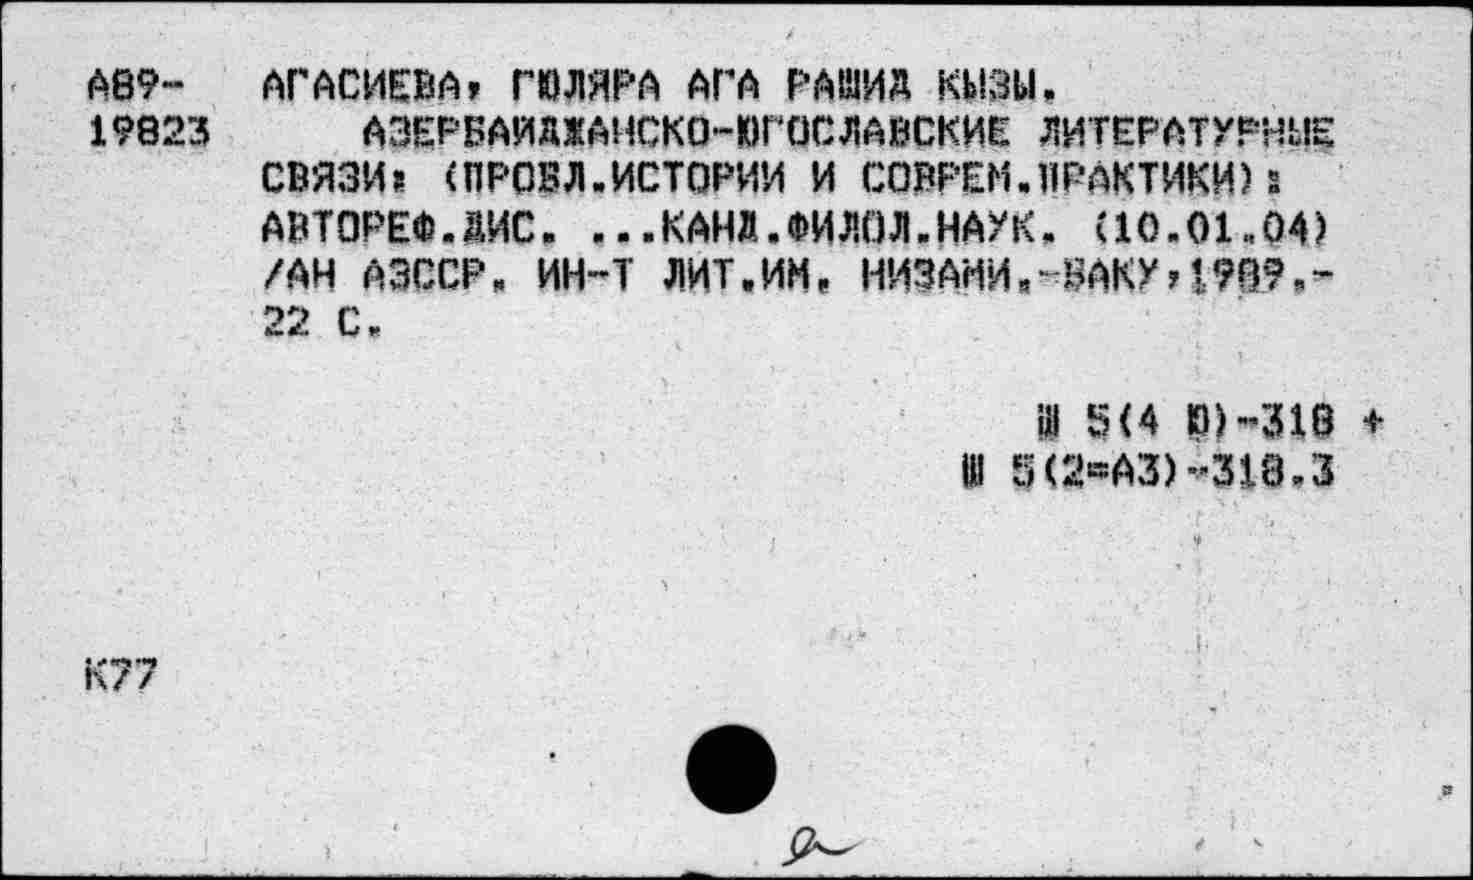 А89-  АГАСИЕВА, ГЮЛЯРА АГА РАШИД КЫЗЫ.
19823  АЗЕРБАЙДЖАНСКО-ЮГОСЛАВСКИЕ ЛИТЕРАТУРНЫЕ
СВЯЗИ: (ПРОБЛ.ИСТОРИИ И СОВРЕМ.ПРАКТИКИ):
АВТОРЕФ.ДИС. ...КАНД.ФИЛОЛ.НАУК. (10.01.04)
/АН АЗССР. ИН-Т ЛИТ.ИМ. НИЗАМИ.-БАКУ,1989.-
22 С.
Ш 5(4 Ю)-318 +
Ш 5(2=АЗ)-318.3
К77